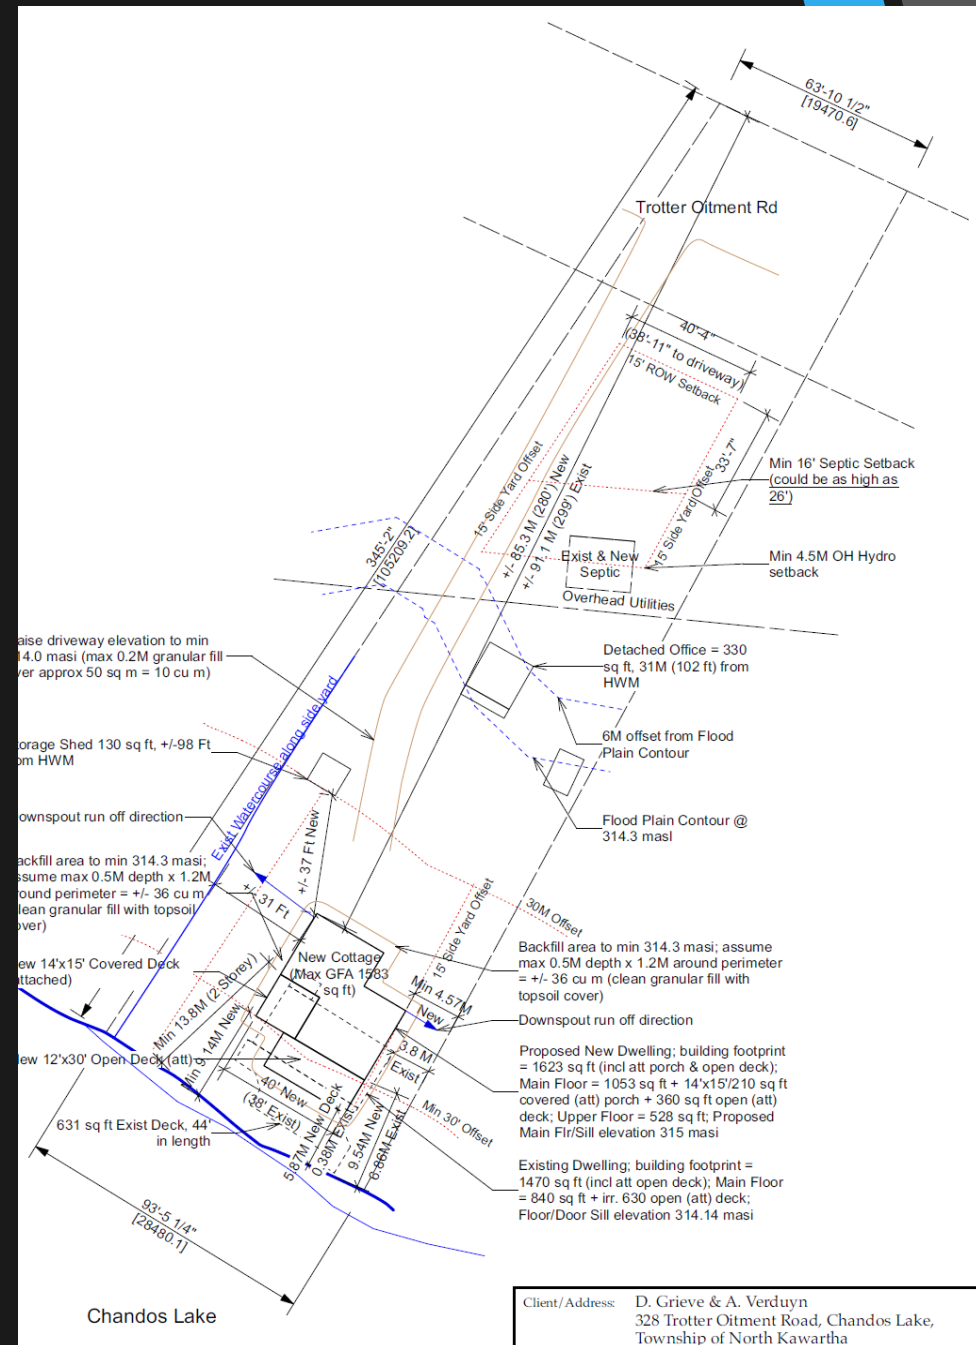 63'-10 1/2"
[19470.6]
Trotter Oitment Rd
40'-4"
(38'-11" to driveway)
15' ROW Setback
33'-7"
15' Side Yard Offset
15' Side Yard Offset
+/- 85.3 M (280') New
+/- 91.1 M (299') Exist
Min 16' Septic Setback
(could be as high as
26')
345'-2"
[105209.2]
Exist & New
Septic
Min 4.5M OH Hydro
setback
Overhead Utilities
aise driveway elevation to min
14.0 masi (max 0.2M granular fill
ver approx 50 sq m = 10 cu m)
Detached Office = 330
sq ft, 31M (102 ft) from
HWM
Exist Watercourse along side yard
orage Shed 130 sq ft, +/-98 Ft
om HWM
6M offset from Flood
Plain Contour
ownspout run off direction
Flood Plain Contour @
314.3 masl
+/- 37 Ft New
ackfill area to min 314.3 masi;
ssume max 0.5M depth x 1.2M
round perimeter = +/- 36 cu m
lean granular fill with topsoil
over)
+/- 31 Ft
15' Side Yard Offset
30M Offset
New Cottage
(Max GFA 1583
sq ft)
Backfill area to min 314.3 masi; assume
max 0.5M depth x 1.2M around perimeter
= +/- 36 cu m (clean granular fill with
topsoil cover)
ew 14'x15' Covered Deck
attached)
Min 13.8M (2 Storey)
Min 4.57M
New
Downspout run off direction
Min 9.14M New
3.8 M
Exist
ew 12'x30' Open Deck (att)
40' New
(38' Exist)
Proposed New Dwelling; building footprint
= 1623 sq ft (incl att porch & open deck);
Main Floor = 1053 sq ft + 14'x15'/210 sq ft
covered (att) porch + 360 sq ft open (att)
deck; Upper Floor = 528 sq ft; Proposed
Main Flr/Sill elevation 315 masi
Min 30' Offset
631 sq ft Exist Deck, 44'
in length
5.87M New Deck
0.38M Exist
9.54M New
6.86M Exist
Existing Dwelling; building footprint =
1470 sq ft (incl att open deck); Main Floor
= 840 sq ft + irr. 630 open (att) deck;
Floor/Door Sill elevation 314.14 masi
93'-5 1/4"
[28480.1]
Chandos Lake
Client/Address: D. Grieve & A. Verduyn
328 Trotter Oitment Road, Chandos Lake,
Township of North Kawartha